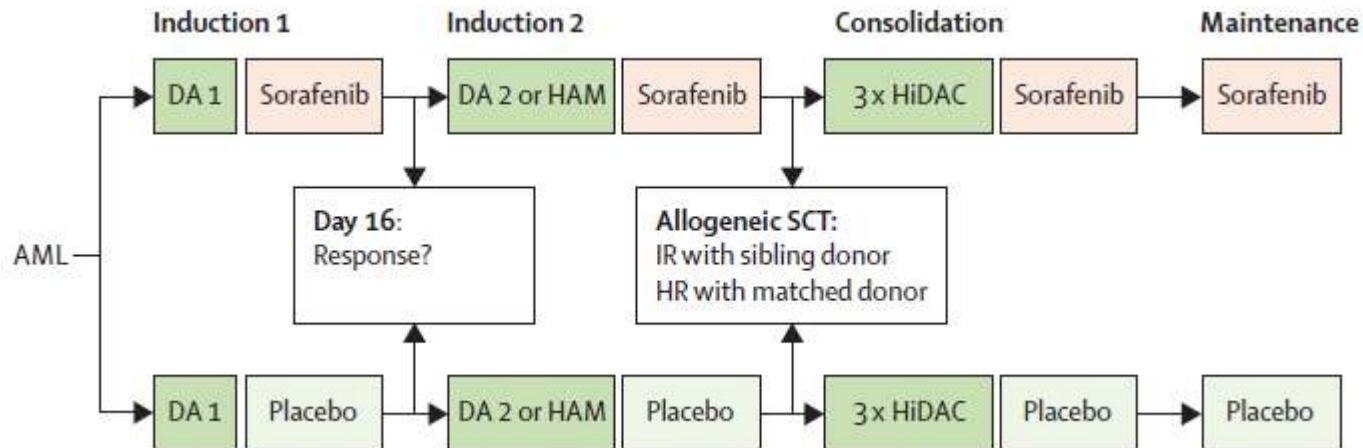 Induction 1
Induction 2
Consolidation
Maintenance
DA 1
Sorafenib
DA 2 or HAM
Sorafenib
3 x HiDAC
Sorafenib
Sorafenib
AML
Day 16:
Response?
Allogeneic SCT:
IR with sibling donor
HR with matched donor
DA 1
Placebo
DA 2 or HAM
Placebo
3 x HiDAC
Placebo
Placebo